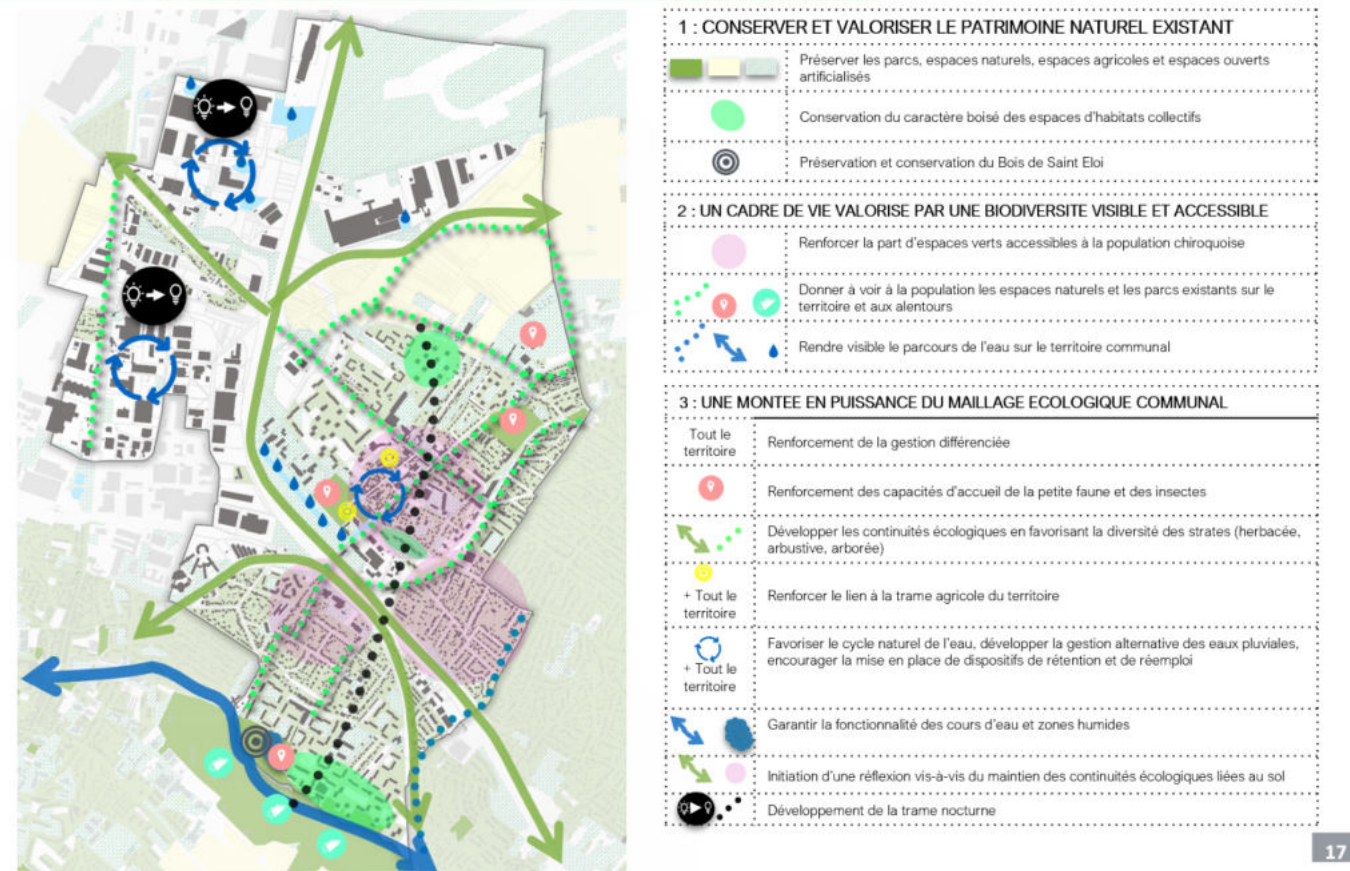 1 : CONSERVER ET VALORISER LE PATRIMOINE NATUREL EXISTANT
Préserver les parcs, espaces naturels, espaces agricoles et espaces ouverts
artificialisés
Conservation du caractère boisé des espaces d'habitats collectifs
Préservation et conservation du Bois de Saint Eloi
2 : UN CADRE DE VIE VALORISE PAR UNE BIODIVERSITE VISIBLE ET ACCESSIBLE
Renforcer la part d'espaces verts accessibles à la population chiroquoise
Donner à voir à la population les espaces naturels et les parcs existants sur le
territoire et aux alentours
Rendre visible le parcours de l'eau sur le territoire communal
3 : UNE MONTEE EN PUISSANCE DU MAILLAGE ECOLOGIQUE COMMUNAL
Tout le
territoire
Renforcement de la gestion différenciée
Renforcement des capacités d'accueil de la petite faune et des insectes
Développer les continuités écologiques en favorisant la diversité des strates (herbacée,
arbustive, arborée)
+ Tout le
territoire
Renforcer le lien à la trame agricole du territoire
+ Tout le
territoire
Favoriser le cycle naturel de l'eau, développer la gestion alternative des eaux pluviales,
encourager la mise en place de dispositifs de rétention et de réemploi
Garantir la fonctionnalité des cours d'eau et zones humides
Initiation d'une réflexion vis-à-vis du maintien des continuités écologiques liées au sol
Développement de la trame nocturne
17